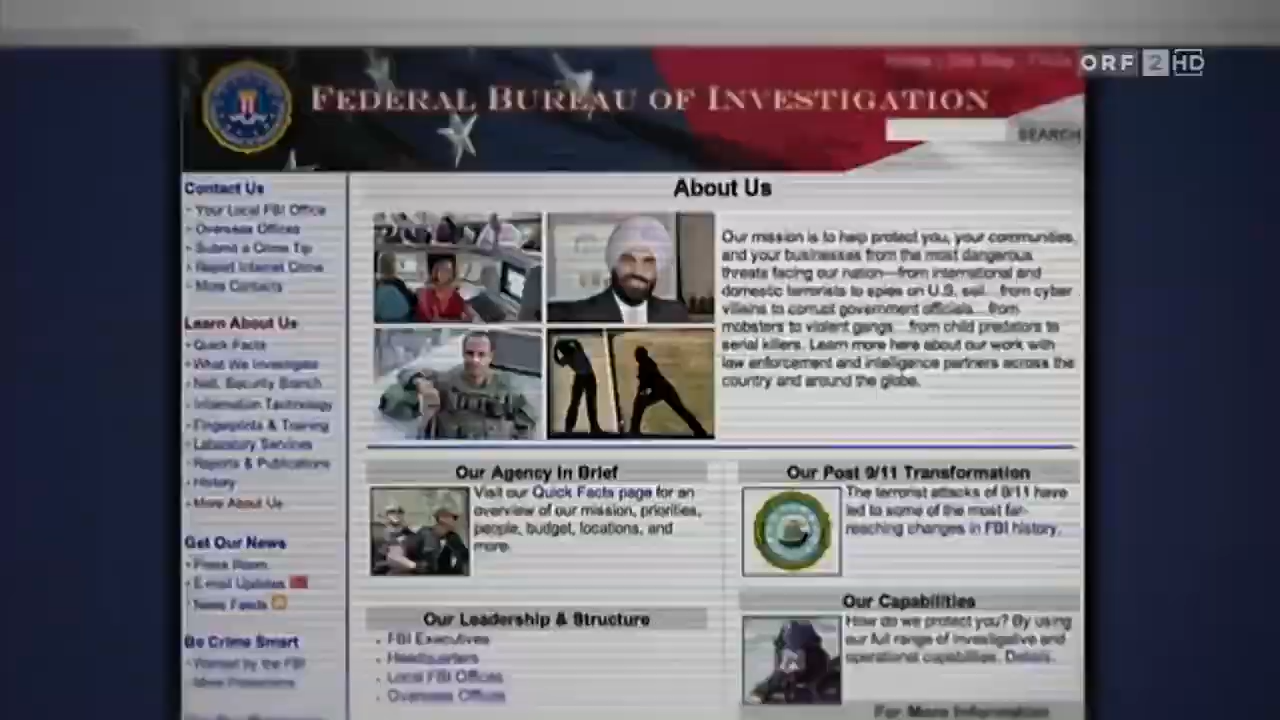 ORF 2 HD
FEDERAL BUREAU OF INVESTIGATION
SEARCH
Contact Us
Your Local FBI Office
Overseas Offices
Submit a Crime Tip
Report Internet Crime
More Contacts
Learn About Us
Quick Facts
What We Investigate
Natl. Security Branch
Information Technology
Fingerprints & Training
Laboratory Services
Reports & Publications
History
More About Us
Get Our News
Press Room
E-mail Updates
News Feeds
Be Crime Smart
Wanted by the FBI
More Protections
About Us
Our mission is to help protect you, your communities,
and your businesses from the most dangerous
threats facing our nation—from international and
domestic terrorists to spies on U.S. soil...from cyber
villains to corrupt government officials...from
mobsters to violent gangs...from child predators to
serial killers. Learn more here about our work with
law enforcement and intelligence partners across the
country and around the globe.
Our Agency In Brief
Visit our Quick Facts page for an
overview of our mission, priorities,
people, budget, locations, and
more.
Our Leadership & Structure
FBI Executives
Headquarters
Local FBI Offices
Overseas Offices
Our Post 9/11 Transformation
The terrorist attacks of 9/11 have
led to some of the most far-
reaching changes in FBI history.
Our Capabilities
How do we protect you? By using
our full range of investigative and
operational capabilities. Details.
For More Information